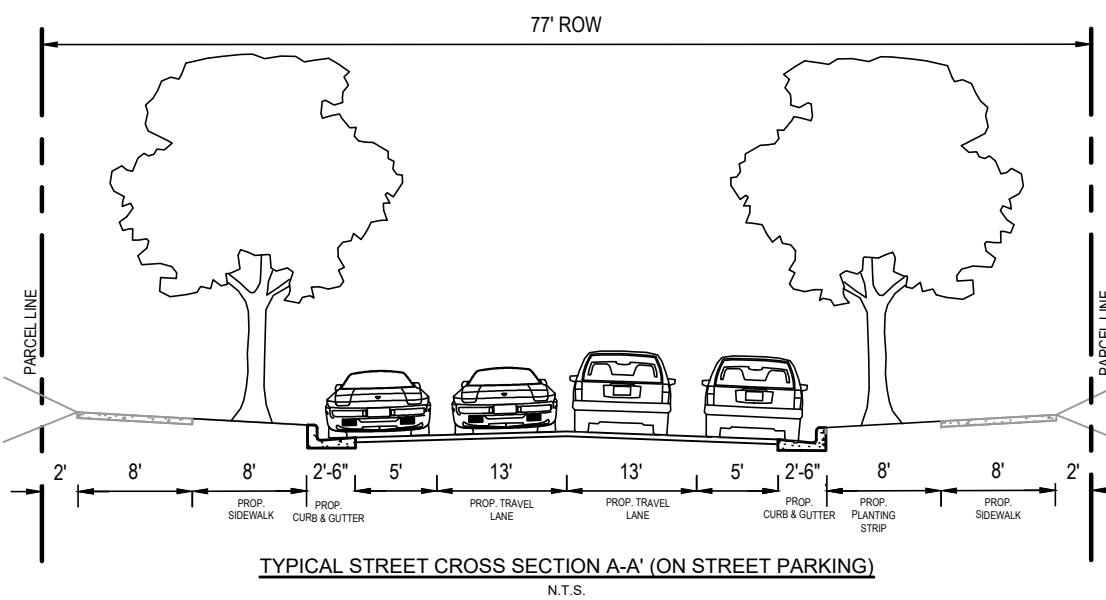 77' ROW
PARCEL LINE
PARCEL LINE
2' 8' 8' 2'-6" 5' 13' 13' 5' 2'-6" 8' 8' 2'
PROP.
SIDEWALK
PROP.
CURB & GUTTER
PROP. TRAVEL
LANE
PROP. TRAVEL
LANE
PROP.
CURB & GUTTER
PROP.
PLANTING
STRIP
PROP.
SIDEWALK
TYPICAL STREET CROSS SECTION A-A' (ON STREET PARKING)
N.T.S.